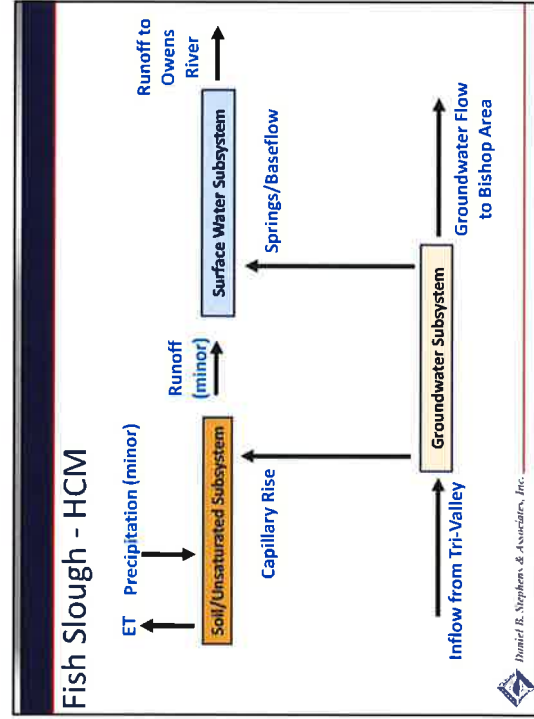 Fish Slough - HCM
ET
Precipitation (minor)
Runoff
(minor)
Runoff to
Owens
River
Soil/Unsaturated Subsystem
Surface Water Subsystem
Capillary Rise
Springs/Baseflow
Inflow from Tri-Valley
Groundwater Subsystem
Groundwater Flow
to Bishop Area
Daniel B. Stephens & Associates, Inc.